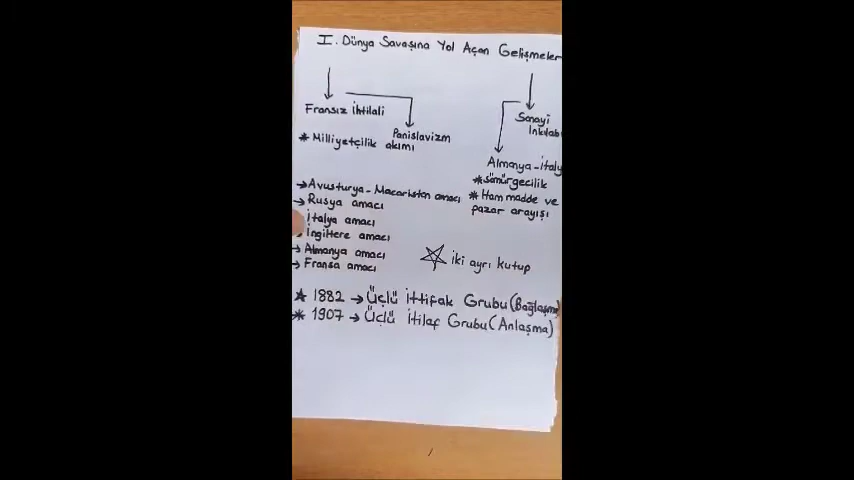 I. Dünya Savaşına Yol Açan Gelişmeler
Fransız İhtilali
Panislavizm
* Milliyetçilik akımı
Sanayi
İnkılabı
Almanya-İtaly
* sömürgecilik
* Ham madde ve
pazar arayışı
→ Avusturya-Macaristan amacı
→ Rusya amacı
İtalya amacı
İngiltere amacı
→ Almanya amacı
→ Fransa amacı
☆ iki ayrı kutup
★ 1882 → Üçlü İttifak Grubu (Bağlaşma)
* 1907 → Üçlü İtilaf Grubu (Anlaşma)